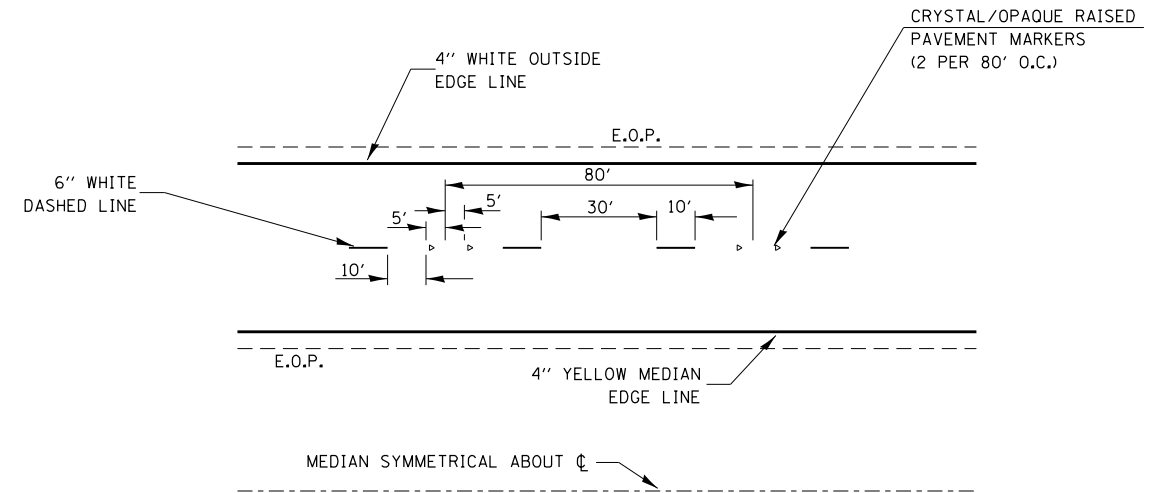 CRYSTAL/OPAQUE RAISED
PAVEMENT MARKERS
(2 PER 80' O.C.)
4'' WHITE OUTSIDE
EDGE LINE
E.O.P.
6'' WHITE
DASHED LINE
80'
5'
5'
30'
10'
10'
E.O.P.
4'' YELLOW MEDIAN
EDGE LINE
MEDIAN SYMMETRICAL ABOUT ℄